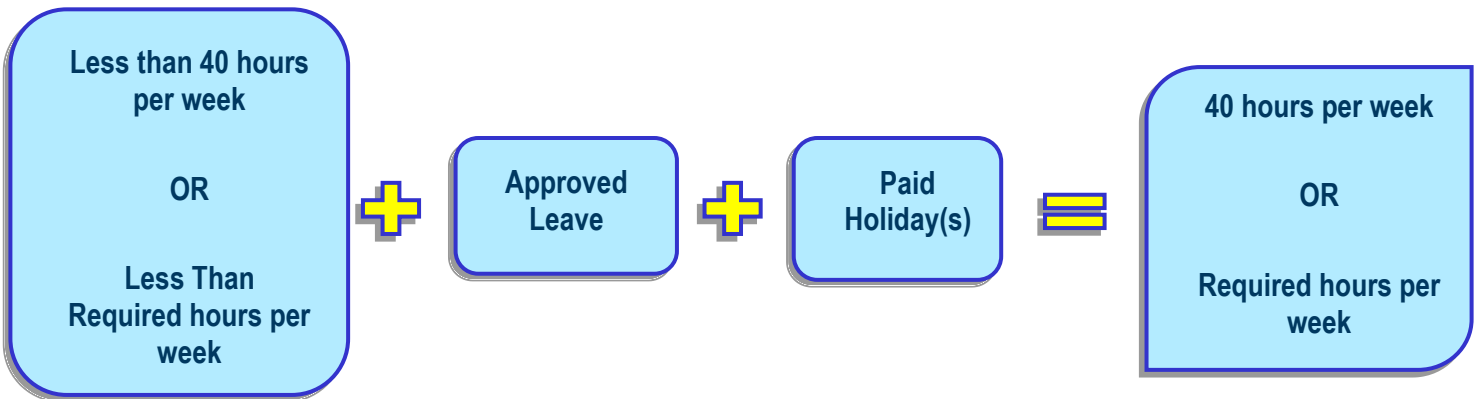 Less than 40 hours
per week
OR
Less Than
Required hours per
week
Approved
Leave
Paid
Holiday(s)
40 hours per week
OR
Required hours per
week